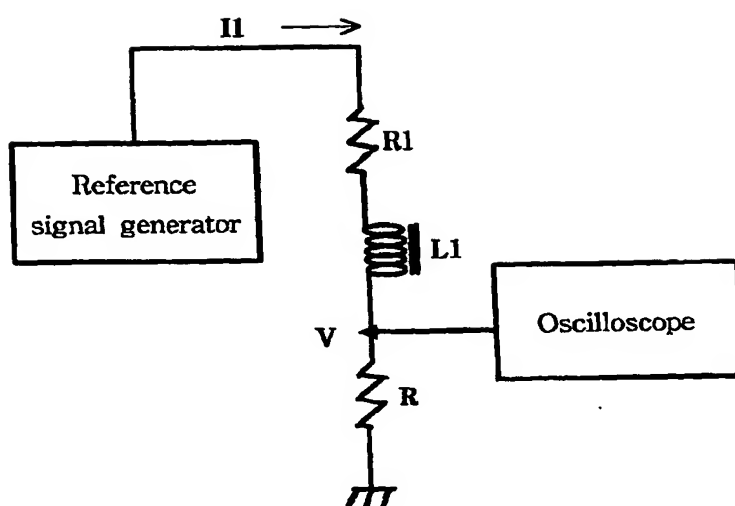 I1
R1
Reference
signal generator
L1
V
Oscilloscope
R